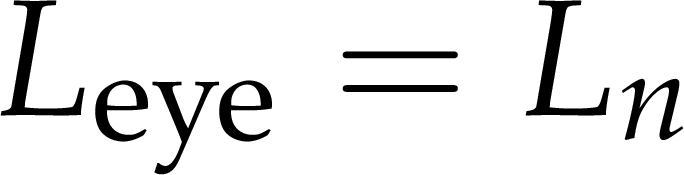 L_eye = L_n